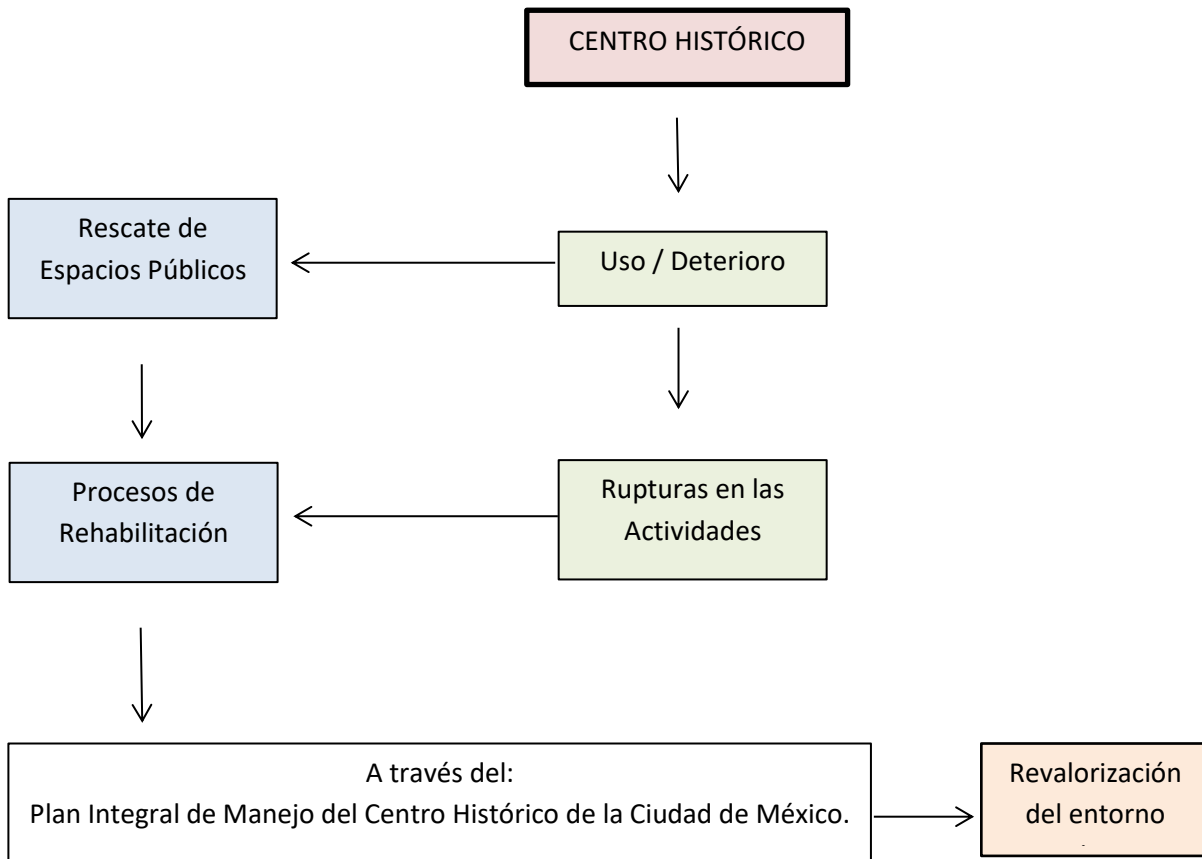 CENTRO HISTÓRICO
Rescate de
Espacios Públicos
Uso / Deterioro
Procesos de
Rehabilitación
Rupturas en las
Actividades
A través del:
Plan Integral de Manejo del Centro Histórico de la Ciudad de México.
Revalorización
del entorno